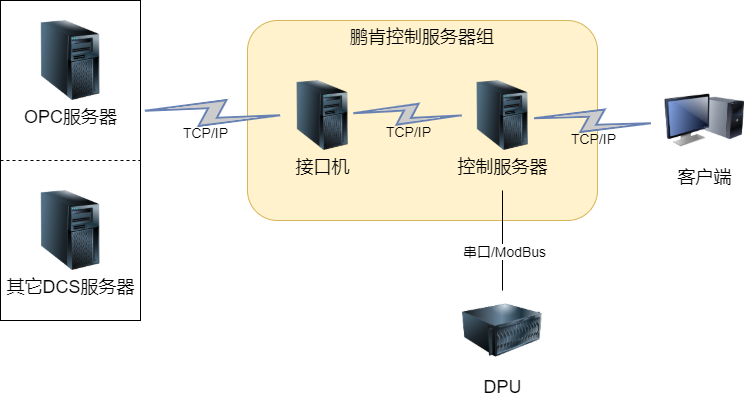 鹏肯控制服务器组
OPC服务器
TCP/IP
接口机
TCP/IP
控制服务器
TCP/IP
客户端
其它DCS服务器
串口/ModBus
DPU